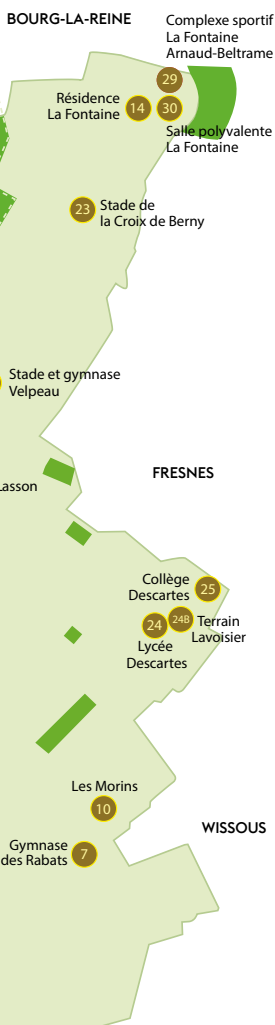 BOURG-LA-REINE
Complexe sportif
La Fontaine
Arnaud-Beltrame
29
Résidence
La Fontaine
14
30
Salle polyvalente
La Fontaine
23
Stade de
la Croix de Berny
Stade et gymnase
Velpeau
FRESNES
Collège
Descartes
25
24
24B
Terrain
Lavoisier
Lycée
Descartes
Les Morins
10
WISSOUS
Gymnase
des Rabats
7